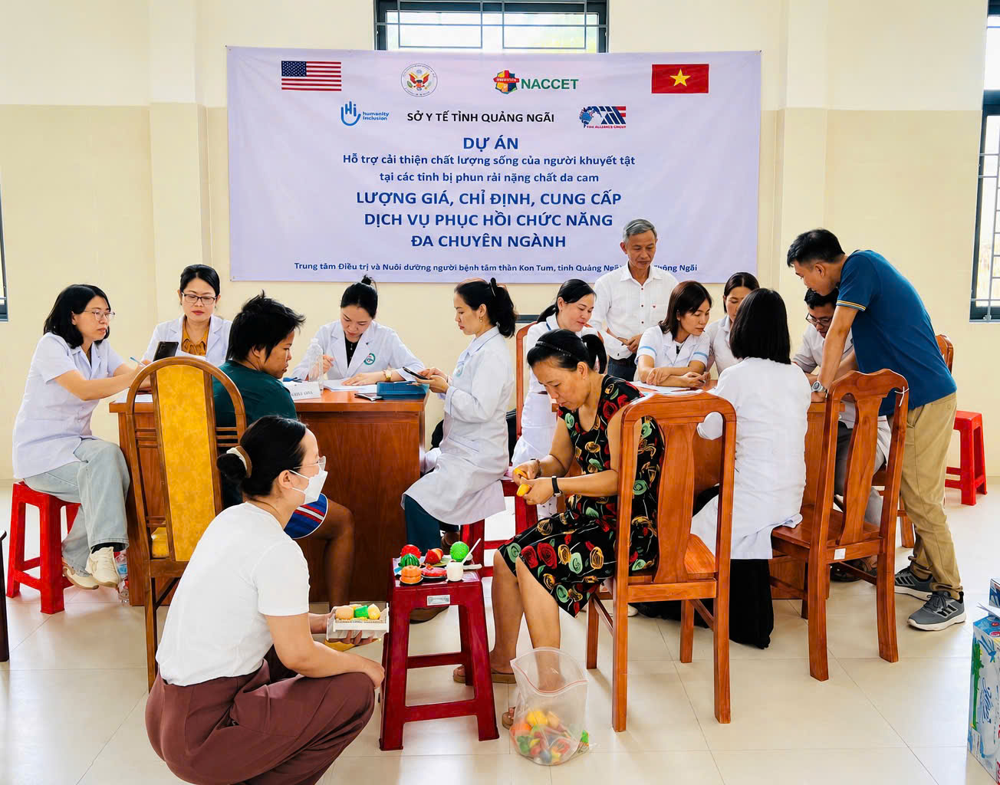 NACCET
Hi humanity inclusion
SỞ Y TẾ TỈNH QUẢNG NGÃI
THE ALLIANCE GROUP
DỰ ÁN
Hỗ trợ cải thiện chất lượng sống của người khuyết tật
tại các tỉnh bị phun rải nặng chất da cam
LƯỢNG GIÁ, CHỈ ĐỊNH, CUNG CẤP
DỊCH VỤ PHỤC HỒI CHỨC NĂNG
ĐA CHUYÊN NGÀNH
Trung tâm Điều trị và Nuôi dưỡng người bệnh tâm thần Kon Tum, tỉnh Quảng Ngãi